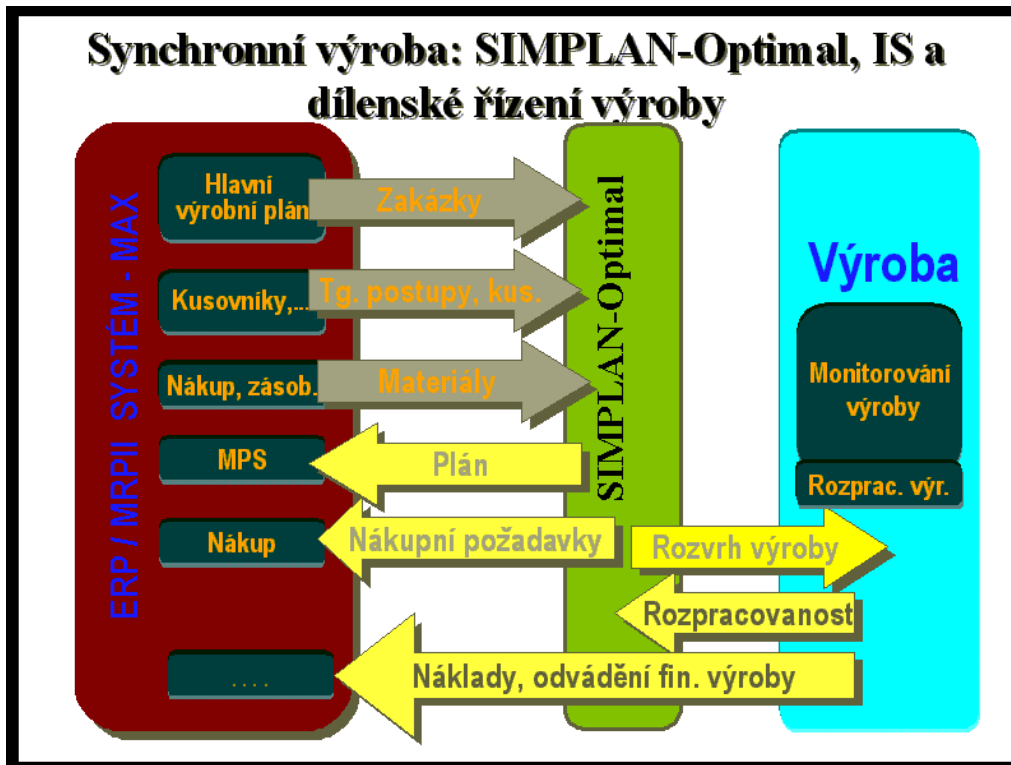 Synchronní výroba: SIMPLAN-Optimal, IS a
dílenské řízení výroby
ERP / MRPII SYSTÉM - MAX
Hlavní
výrobní plán
Zakázky
Kusovníky,...
Tg. postupy, kus.
Nákup, zásob.
Materiály
MPS
Plán
Nákup
Nákupní požadavky
. . . .
SIMPLAN-Optimal
Výroba
Monitorování
výroby
Rozprac. výr.
Rozvrh výroby
Rozpracovanost
Náklady, odvádění fin. výroby